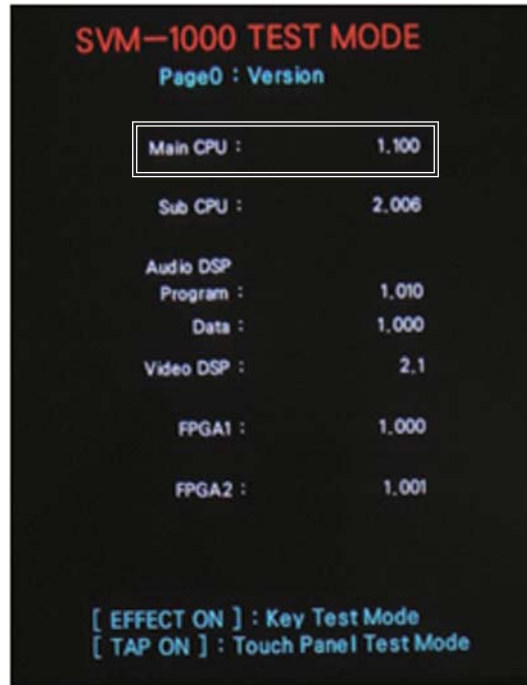 SVM-1000 TEST MODE
Page0 : Version
Main CPU : 1.100
Sub CPU : 2.006
Audio DSP
Program : 1.010
Data : 1.000
Video DSP : 2.1
FPGA1 : 1.000
FPGA2 : 1.001
[ EFFECT ON ] : Key Test Mode
[ TAP ON ] : Touch Panel Test Mode